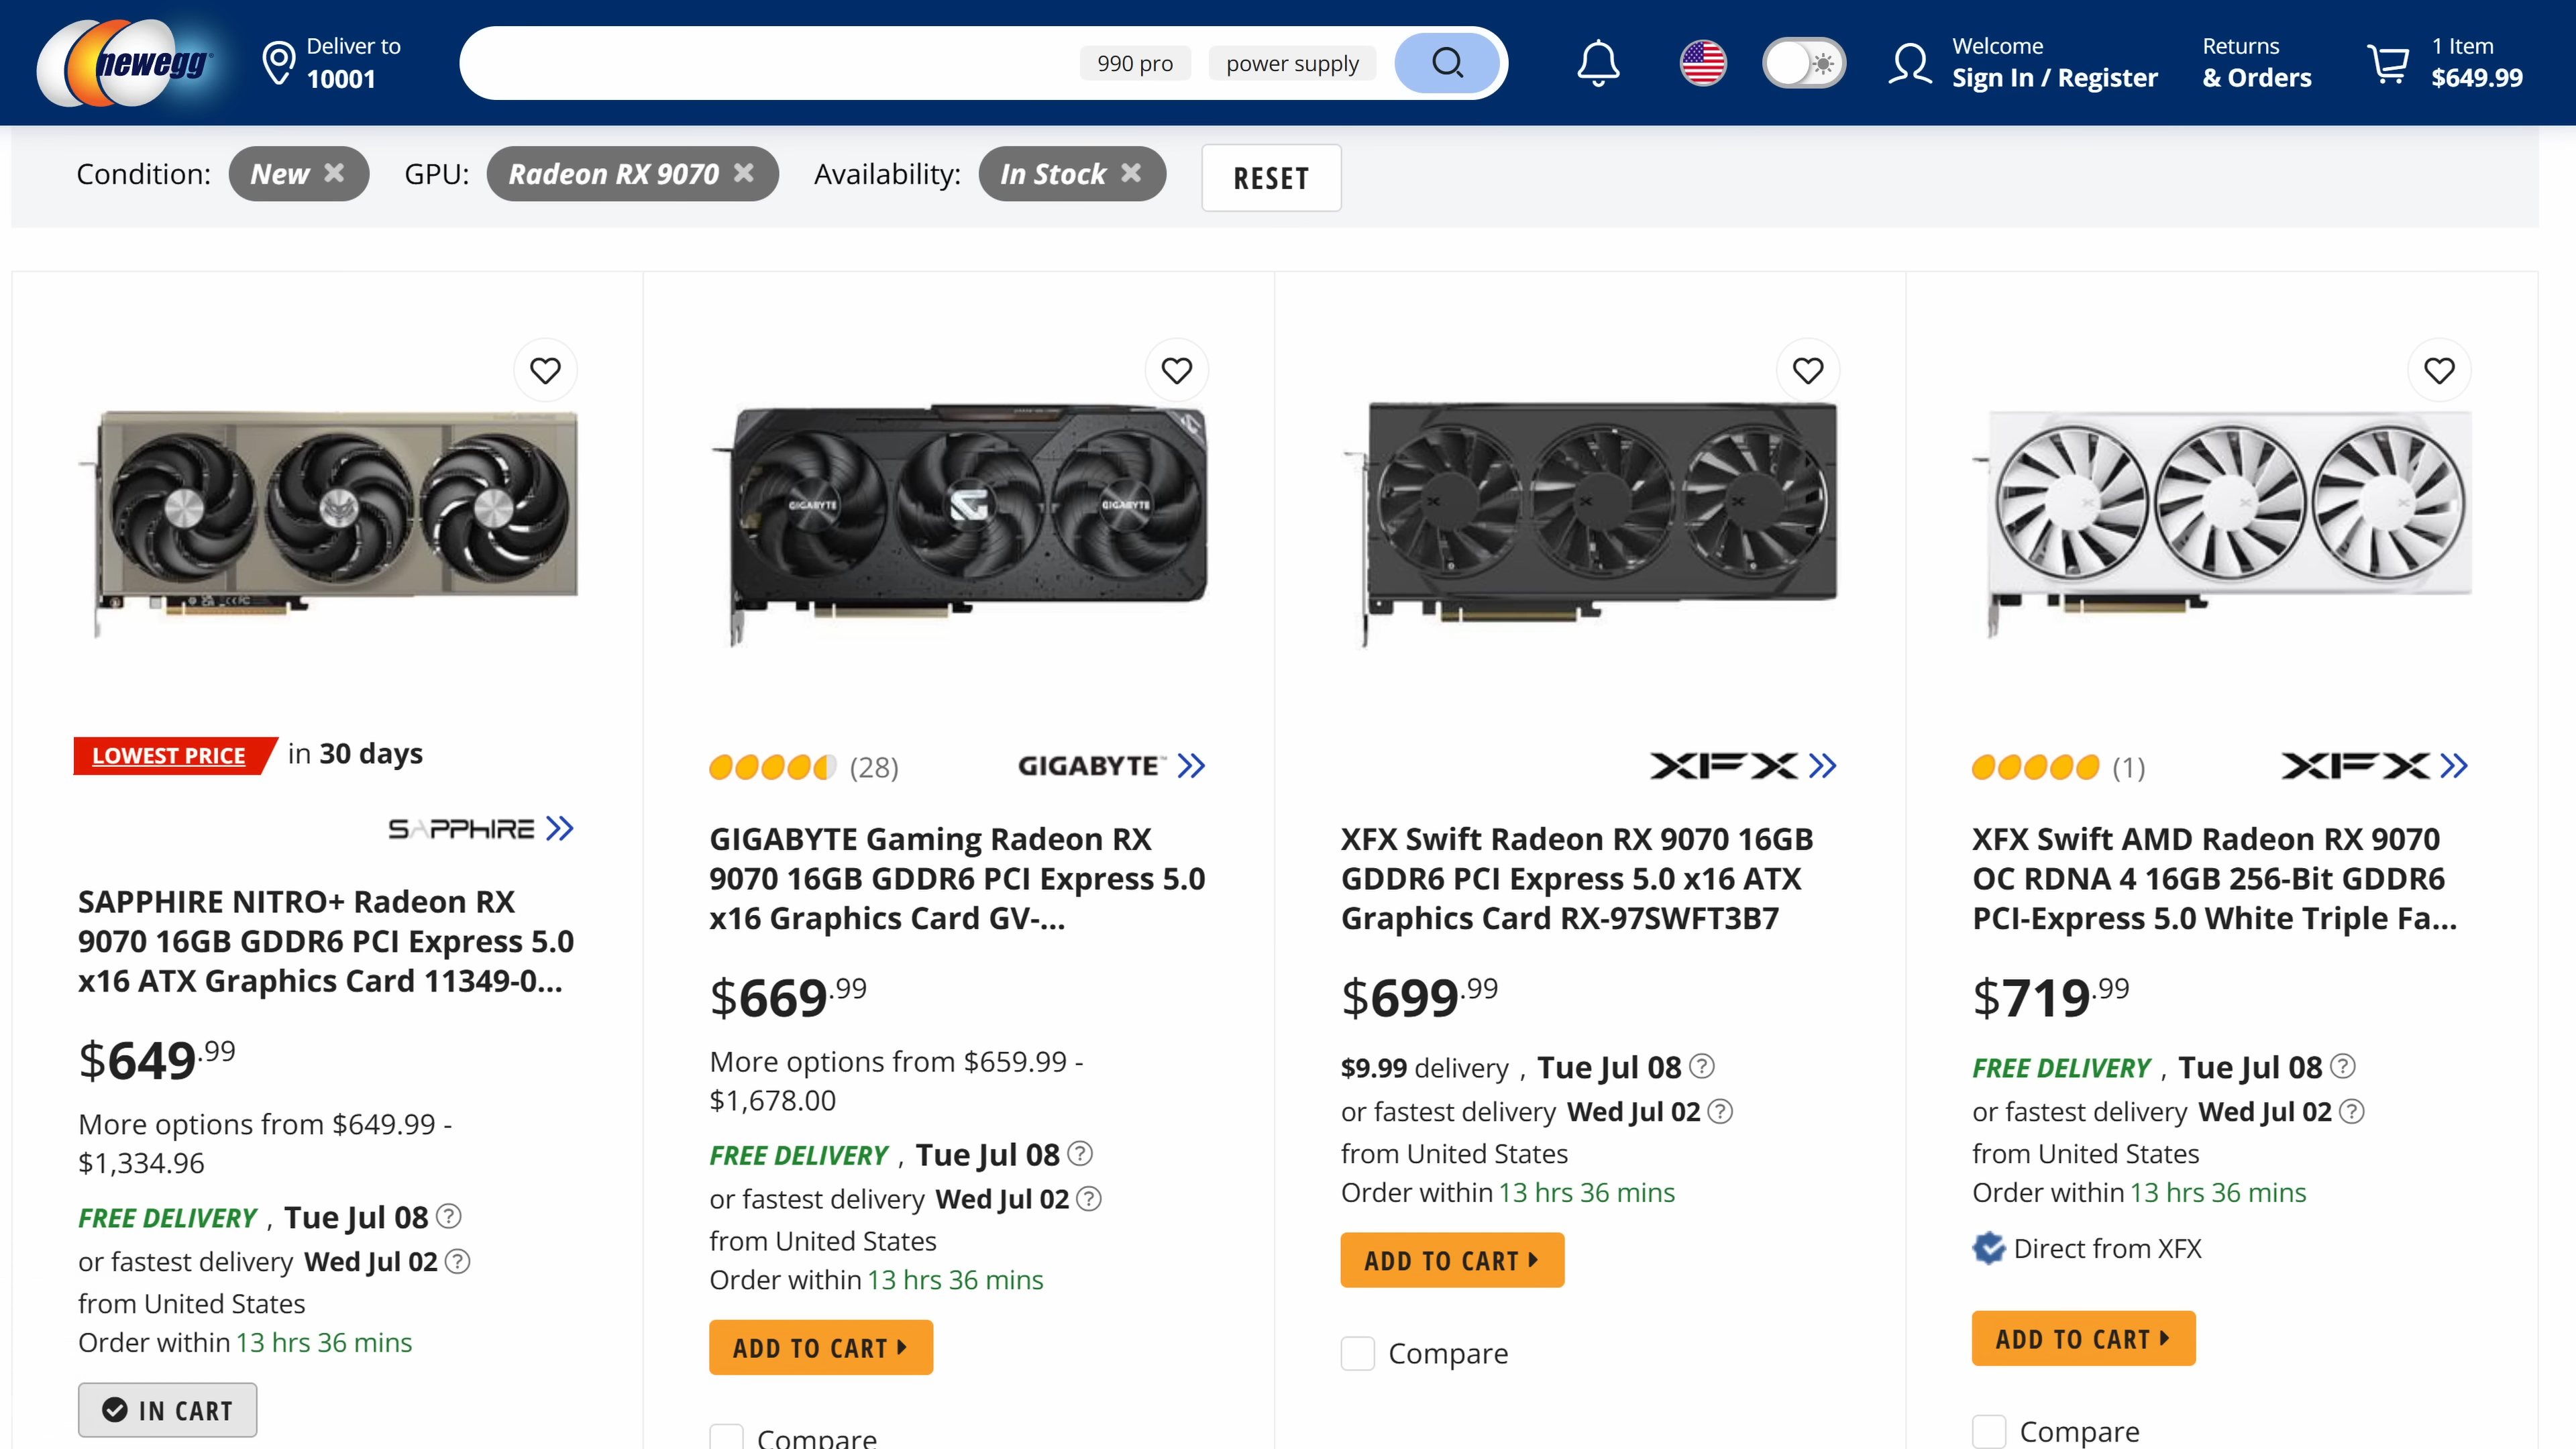 newegg
Deliver to
10001
990 pro
power supply
Welcome
Sign In / Register
Returns
& Orders
1 Item
$649.99
Condition: New GPU: Radeon RX 9070 Availability: In Stock RESET
LOWEST PRICE in 30 days
SAPPHIRE
SAPPHIRE NITRO+ Radeon RX
9070 16GB GDDR6 PCI Express 5.0
x16 ATX Graphics Card 11349-0...
$649.99
More options from $649.99 -
$1,334.96
FREE DELIVERY , Tue Jul 08
or fastest delivery Wed Jul 02
from United States
Order within 13 hrs 36 mins
IN CART
GIGABYTE
GIGABYTE
(28) GIGABYTE™
GIGABYTE Gaming Radeon RX
9070 16GB GDDR6 PCI Express 5.0
x16 Graphics Card GV-...
$669.99
More options from $659.99 -
$1,678.00
FREE DELIVERY , Tue Jul 08
or fastest delivery Wed Jul 02
from United States
Order within 13 hrs 36 mins
ADD TO CART
Compare
XFX
XFX Swift Radeon RX 9070 16GB
GDDR6 PCI Express 5.0 x16 ATX
Graphics Card RX-97SWFT3B7
$699.99
$9.99 delivery , Tue Jul 08
or fastest delivery Wed Jul 02
from United States
Order within 13 hrs 36 mins
ADD TO CART
Compare
(1) XFX
XFX Swift AMD Radeon RX 9070
OC RDNA 4 16GB 256-Bit GDDR6
PCI-Express 5.0 White Triple Fa...
$719.99
FREE DELIVERY , Tue Jul 08
or fastest delivery Wed Jul 02
from United States
Order within 13 hrs 36 mins
Direct from XFX
ADD TO CART
Compare